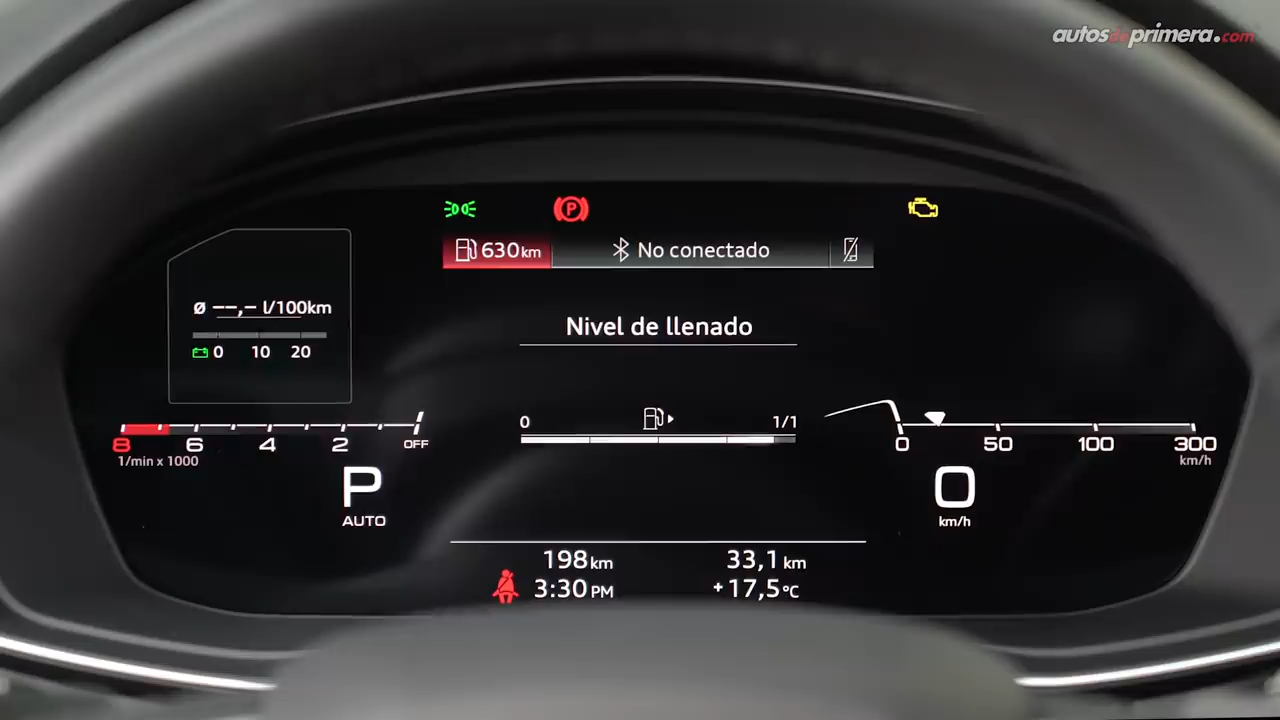 autosdeprimera.com
630 km
No conectado
Ø --,- l/100km
0 10 20
Nivel de llenado
0 1/1
8 6 4 2 OFF
1/min x 1000
P
AUTO
0 50 100 300
km/h
0
km/h
198 km 33,1 km
3:30 PM +17,5 °C